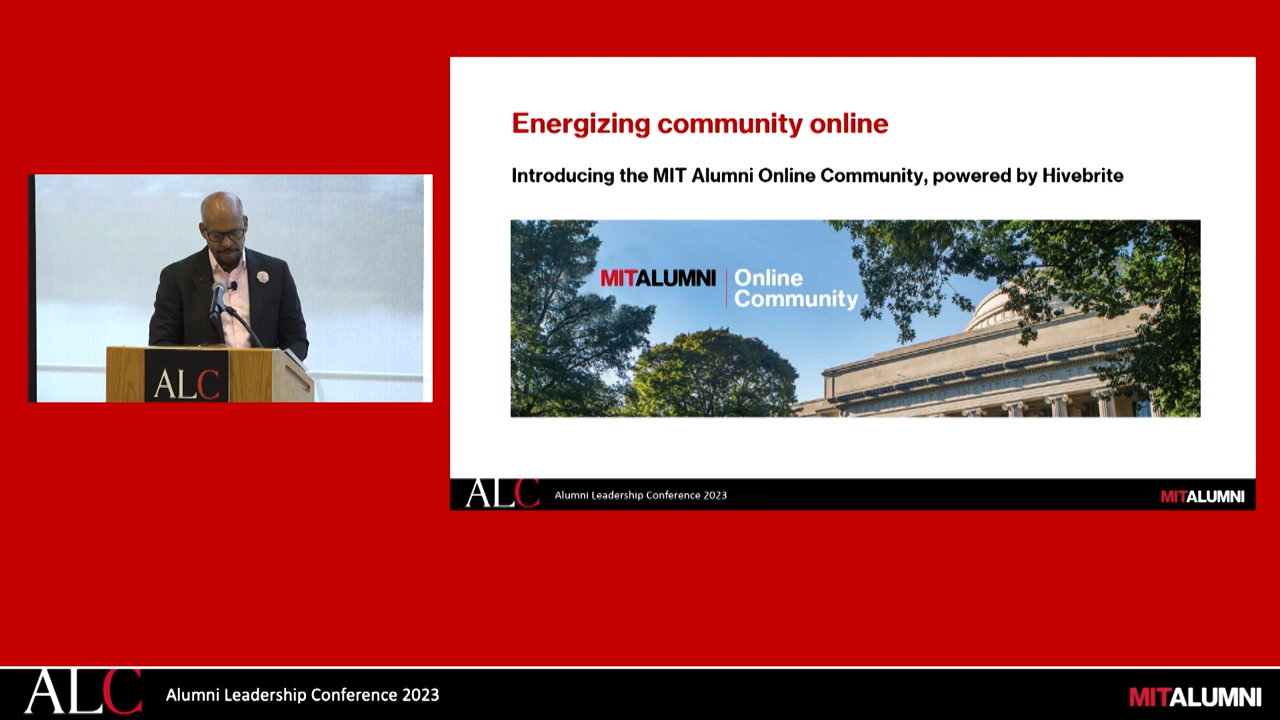 Energizing community online
Introducing the MIT Alumni Online Community, powered by Hivebrite
MITALUMNI
Online
Community
ALC
ALC
Alumni Leadership Conference 2023
MITALUMNI
ALC
Alumni Leadership Conference 2023
MITALUMNI